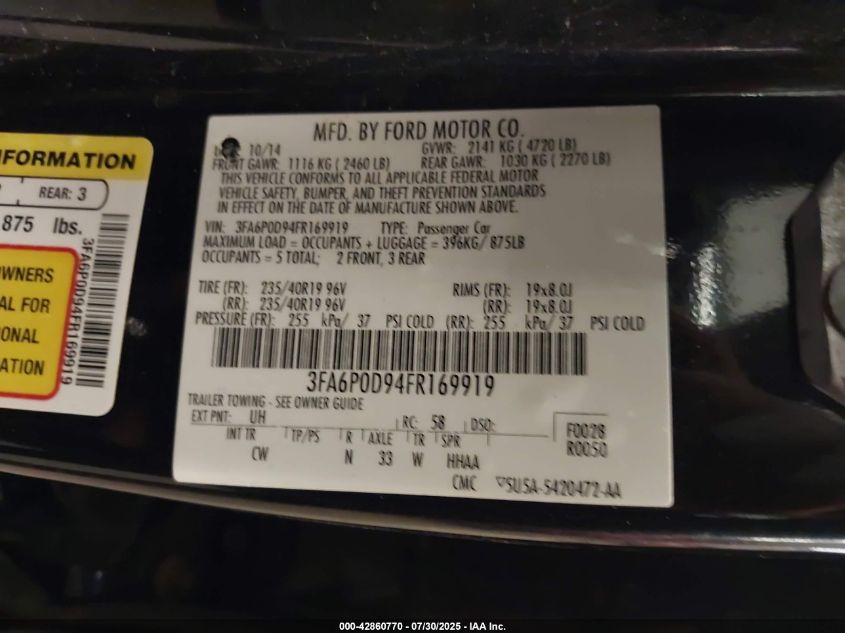 NFORMATION
REAR: 3
875 lbs.
OWNERS
AL FOR
IONAL
ATION
3FA6P0D94FR169919
MFD. BY FORD MOTOR CO.
10/14 GVWR: 2141 KG ( 4720 LB)
FRONT GAWR: 1116 KG ( 2460 LB) REAR GAWR: 1030 KG ( 2270 LB)
THIS VEHICLE CONFORMS TO ALL APPLICABLE FEDERAL MOTOR
VEHICLE SAFETY, BUMPER, AND THEFT PREVENTION STANDARDS
IN EFFECT ON THE DATE OF MANUFACTURE SHOWN ABOVE.
VIN: 3FA6P0D94FR169919 TYPE: Passenger Car
MAXIMUM LOAD = OCCUPANTS + LUGGAGE = 396KG/ 875LB
OCCUPANTS = 5 TOTAL; 2 FRONT, 3 REAR
TIRE (FR): 235/40R19 96V RIMS (FR): 19x8.0J
(RR): 235/40R19 96V (RR): 19x8.0J
PRESSURE (FR): 255 kPa/ 37 PSI COLD (RR): 255 kPa/ 37 PSI COLD
3FA6P0D94FR169919
TRAILER TOWING - SEE OWNER GUIDE
EXT PNT: UH RC: 58 DSO: F0028
INT TR TP/PS R AXLE TR SPR R0050
CW N 33 W HHAA
CMC 5U5A-5420472-AA
000-42860770 | 07/30/2025 - IAA Inc.